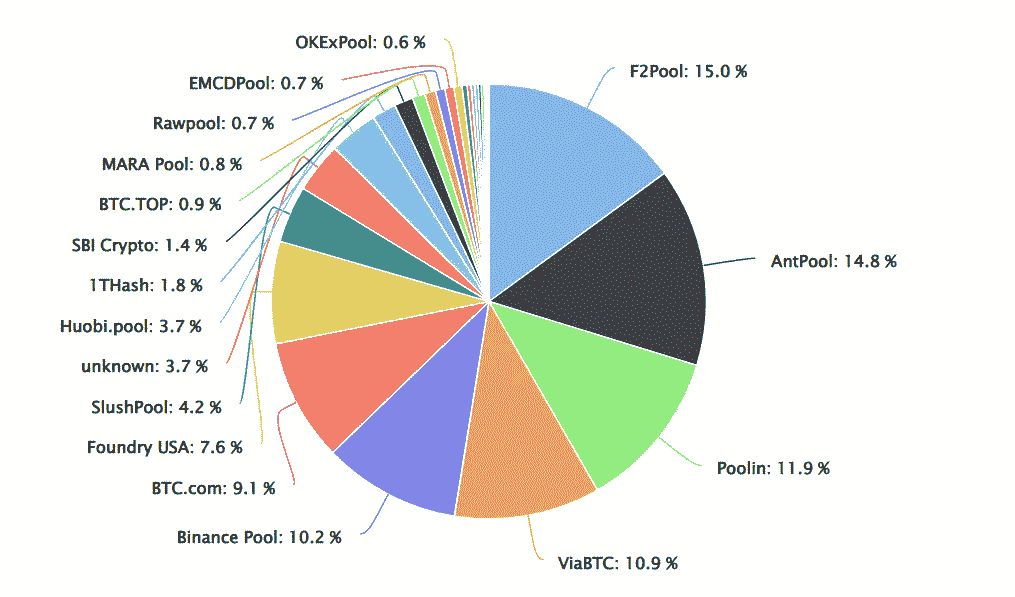 OKExPool: 0.6 %
F2Pool: 15.0 %
EMCDPool: 0.7 %
Rawpool: 0.7 %
MARA Pool: 0.8 %
BTC.TOP: 0.9 %
SBI Crypto: 1.4 %
AntPool: 14.8 %
1THash: 1.8 %
Huobi.pool: 3.7 %
unknown: 3.7 %
SlushPool: 4.2 %
Foundry USA: 7.6 %
Poolin: 11.9 %
BTC.com: 9.1 %
Binance Pool: 10.2 %
ViaBTC: 10.9 %